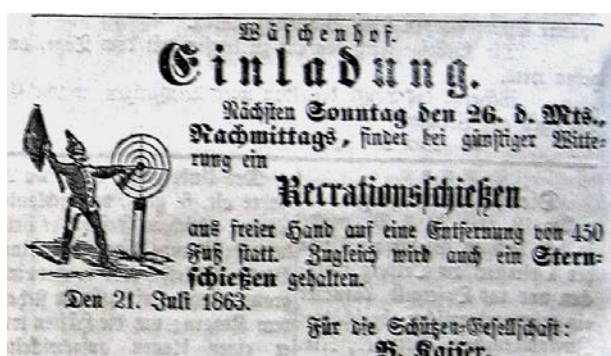 Wäschenhof.
Einladung.
Nächsten Sonntag den 26. d. Mts.,
Nachmittags, findet bei günstiger Witte-
rung ein
Recrationsschießen
aus freier Hand auf eine Entfernung von 450
Fuß statt. Zugleich wird auch ein Stern-
schießen gehalten.
Den 21. Juli 1863.
Für die Schützen-Gesellschaft:
B. Kaiser.